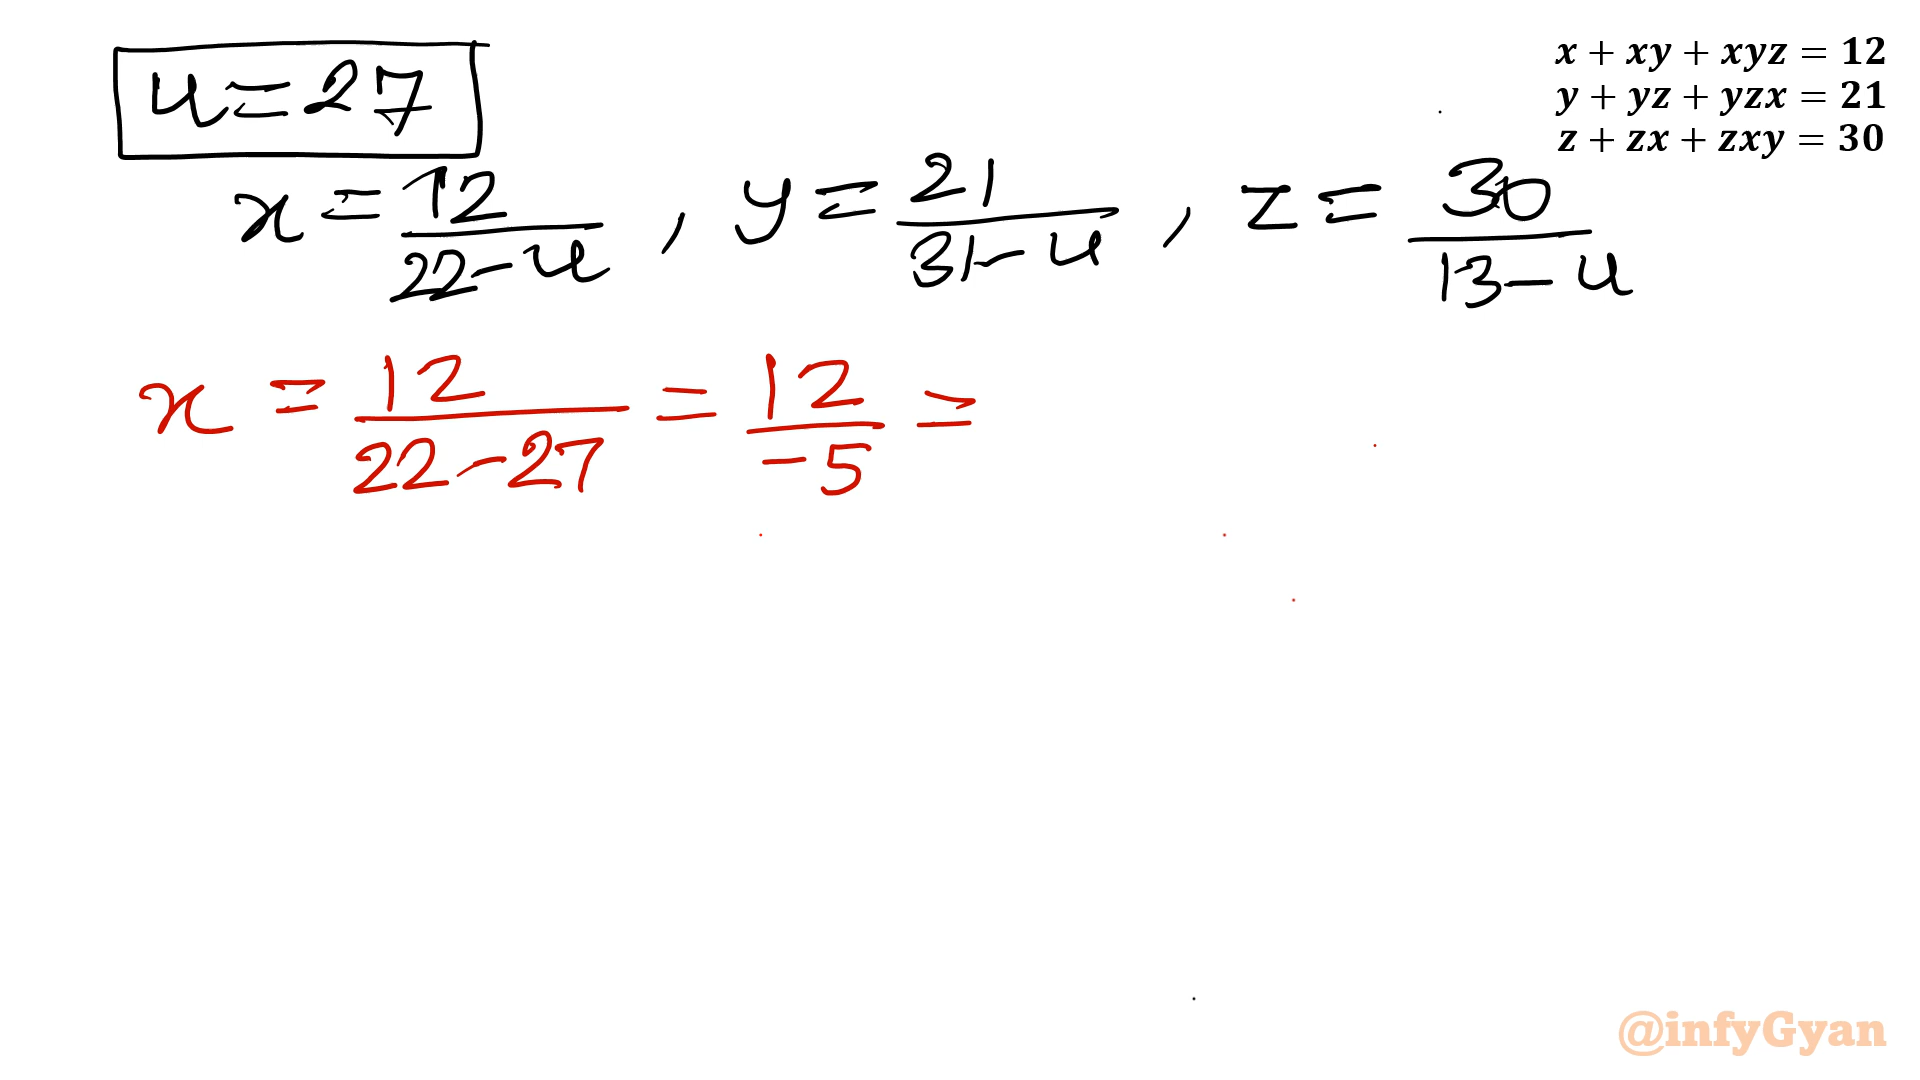 u = 27
x + xy + xyz = 12
y + yz + yzx = 21
z + zx + zxy = 30
x = 12/(22-u) , y = 21/(31-u) , z = 30/(13-u)
x = 12/(22-27) = 12/-5 =
@infyGyan